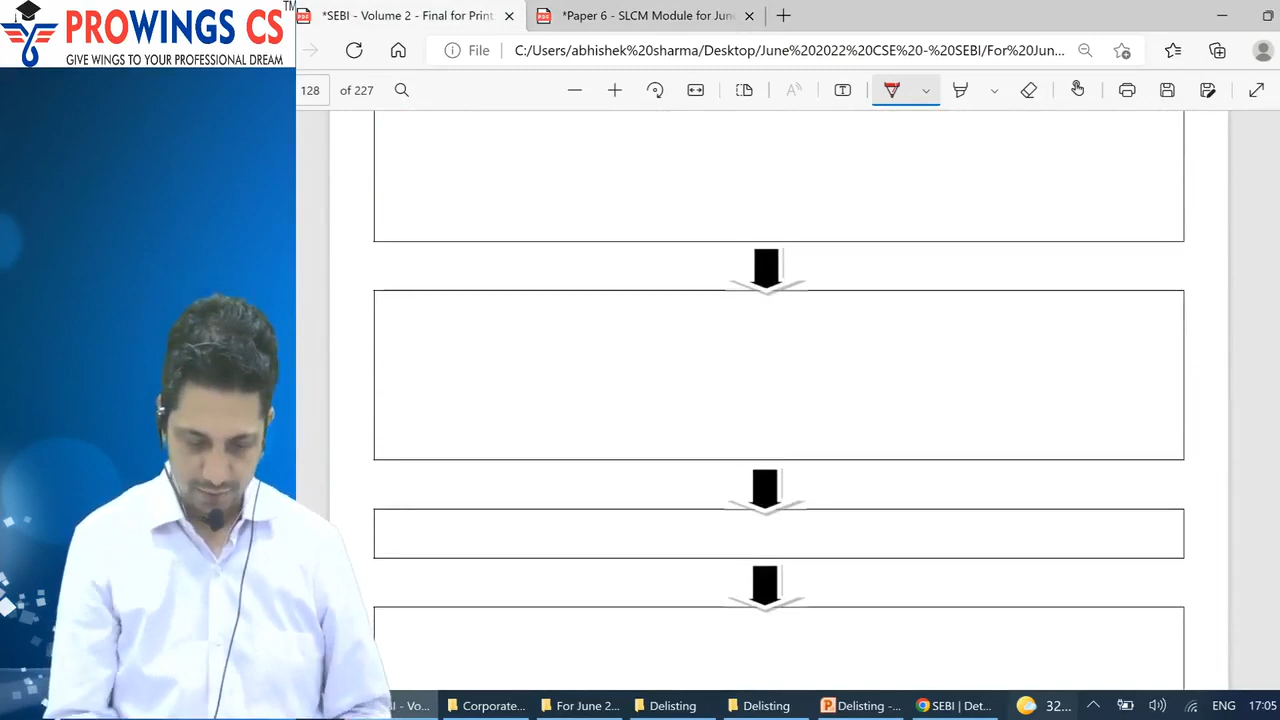 PROWINGS CS TM
GIVE WINGS TO YOUR PROFESSIONAL DREAM
*SEBI - Volume 2 - Final for Print
Paper 6 - SLCM Module for Jun
File
C:/Users/abhishek%20sharma/Desktop/June%202022%20CSE%20-%20SEBI/For%20Jun...
128
of 227
- Vo...
Corporate...
For June 2...
Delisting
Delisting
Delisting -...
SEBI | Det...
32...
ENG
17:05